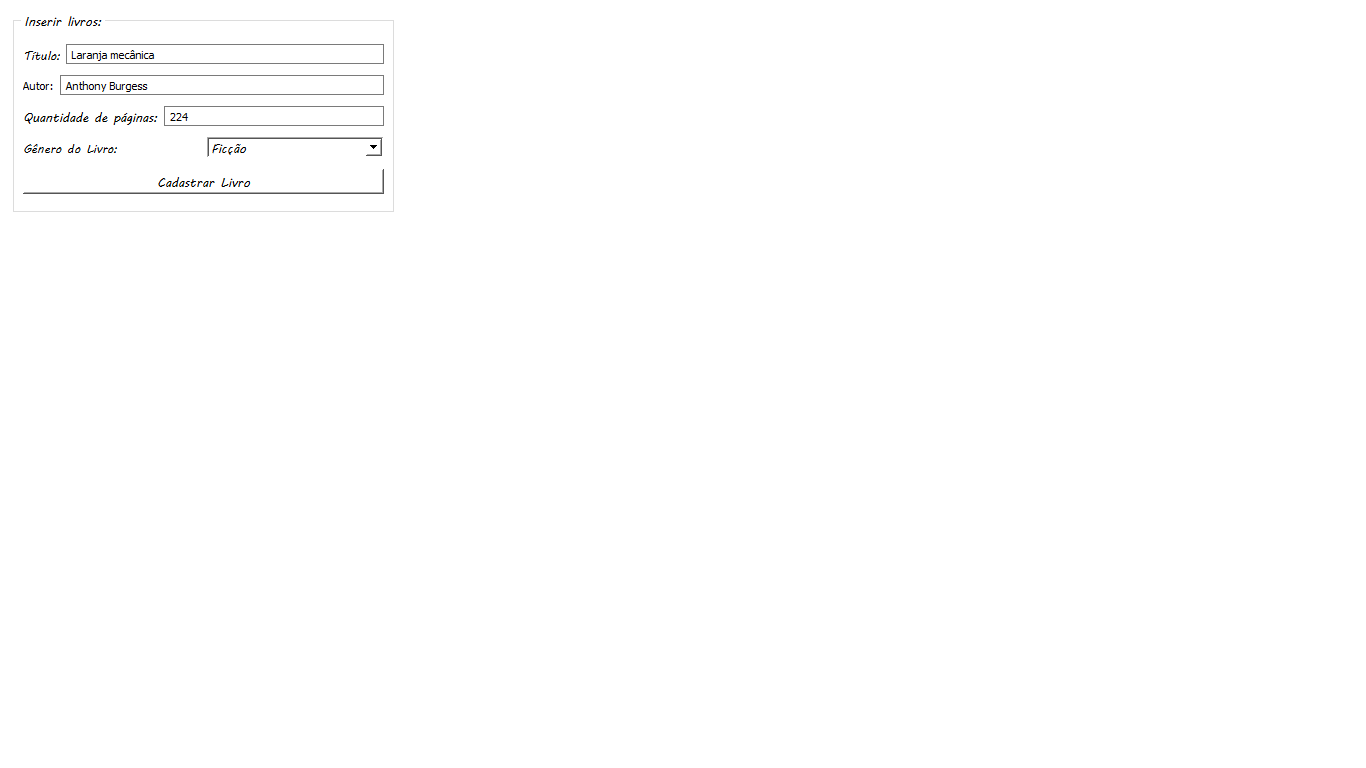 Inserir livros:
Título: Laranja mecânica
Autor: Anthony Burgess
Quantidade de páginas: 224
Gênero do Livro: Ficção
Cadastrar Livro